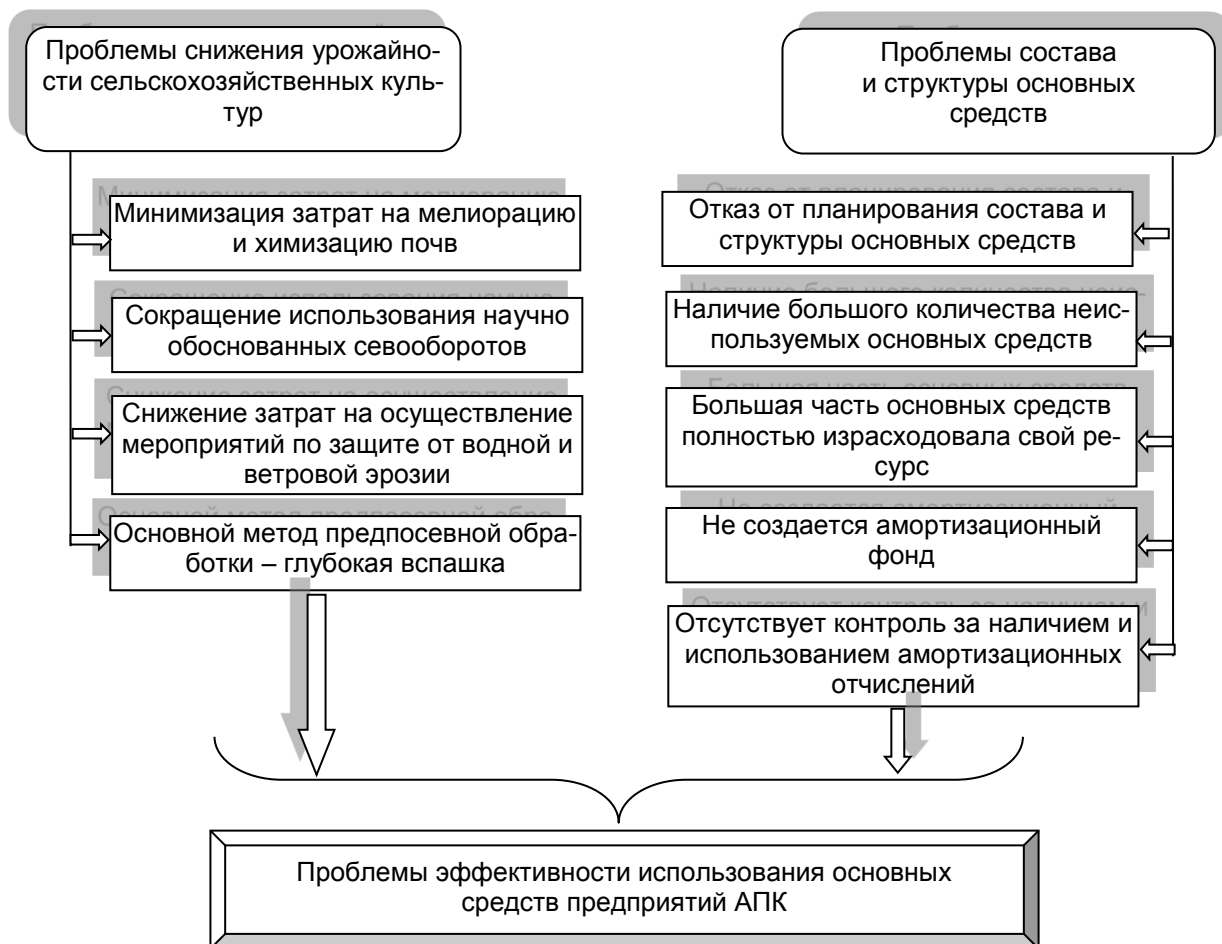 Проблемы снижения урожайно-
сти сельскохозяйственных куль-
тур
Минимизация затрат на мелиорацию
и химизацию почв
Сокращение использования научно
обоснованных севооборотов
Снижение затрат на осуществление
мероприятий по защите от водной и
ветровой эрозии
Основной метод предпосевной обра-
ботки – глубокая вспашка
Проблемы состава
и структуры основных
средств
Отказ от планирования состава и
структуры основных средств
Наличие большого количества неис-
пользуемых основных средств
Большая часть основных средств
полностью израсходовала свой ре-
сурс
Не создается амортизационный
фонд
Отсутствует контроль за наличием и
использованием амортизационных
отчислений
Проблемы эффективности использования основных
средств предприятий АПК